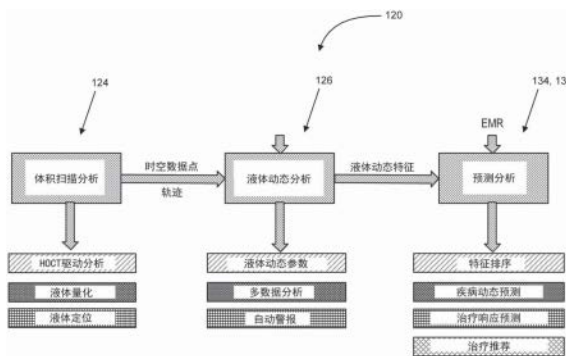 120
124
126
134, 13
EMR
体积扫描分析
时空数据点
轨迹
液体动态分析
液体动态特征
预测分析
HOCT驱动分析
液体动态参数
特征排序
液体量化
多数据分析
疾病动态预测
液体定位
自动警报
治疗响应预测
治疗推荐